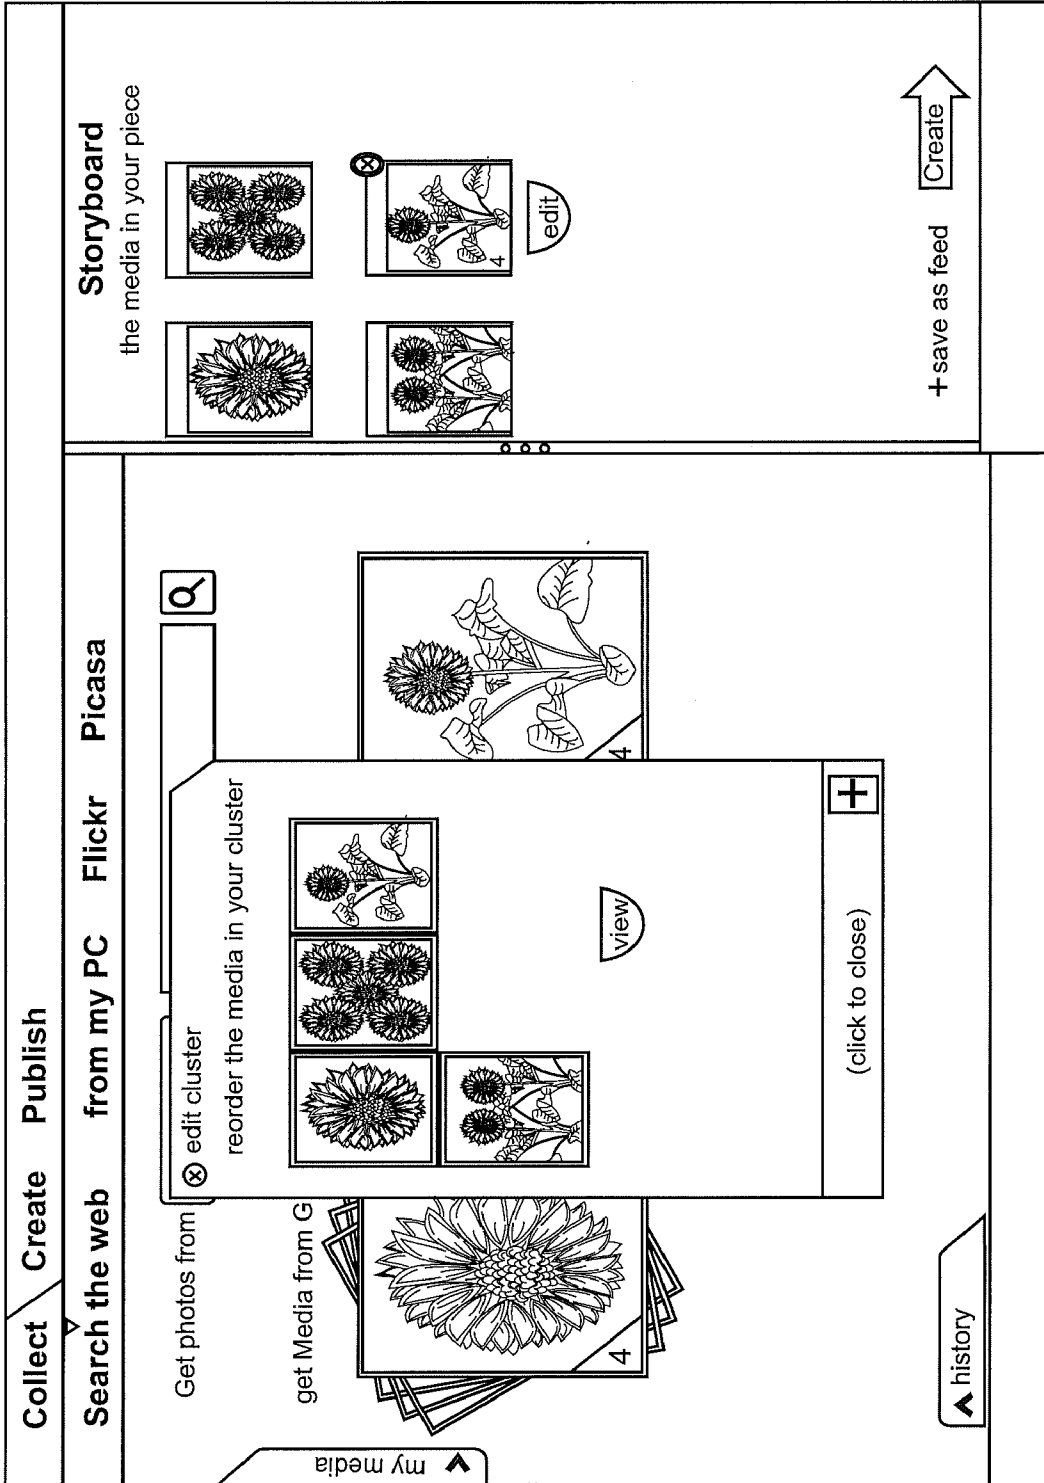 Collect Create Publish
Search the web from my PC Flickr Picasa
Storyboard
the media in your piece
Get photos from
get Media from G
⊗ edit cluster
reorder the media in your cluster
view
(click to close)
+
4
4
4
edit
my media
history
+ save as feed
Create